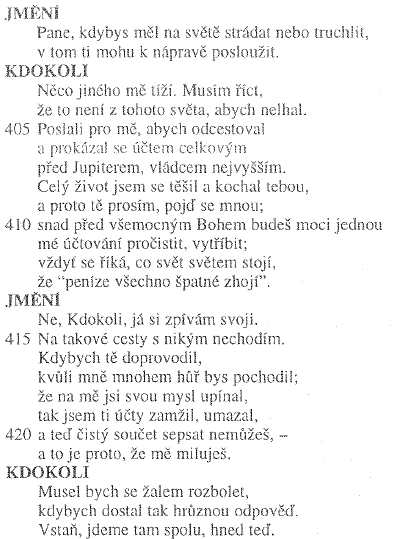 JMĚNÍ
Pane, kdybys měl na světě strádat nebo truchlit,
v tom ti mohu k nápravě posloužit.
KDOKOLI
Něco jiného mě tíží. Musím říct,
že to není z tohoto světa, abych nelhal.
405 Poslali pro mě, abych odcestoval
a prokázal se účtem celkovým
před Jupiterem, vládcem nejvyšším.
Celý život jsem se těšil a kochal tebou,
a proto tě prosím, pojď se mnou;
410 snad před všemocným Bohem budeš moci jednou
mé účtování pročistit, vytříbit;
vždyť se říká, co svět světem stojí,
že "peníze všechno špatné zhojí".
JMĚNÍ
Ne, Kdokoli, já si zpívám svoji.
415 Na takové cesty s nikým nechodím.
Kdybych tě doprovodil,
kvůli mně mnohem hůř bys pochodil;
že na mě jsi svou mysl upínal,
tak jsem ti účty zamžil, umazal,
420 a teď čistý součet sepsat nemůžeš, –
a to je proto, že mě miluješ.
KDOKOLI
Musel bych se žalem rozbolet,
kdybych dostal tak hrůznou odpověď.
Vstaň, jdeme tam spolu, hned teď.